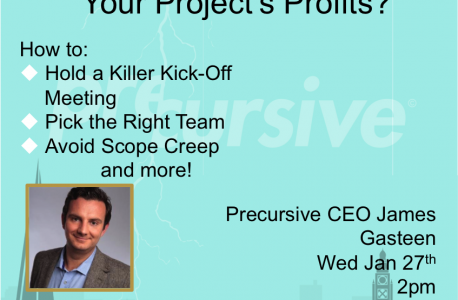 Your Project's Profits?
How to:
Hold a Killer Kick-Off
Meeting
Pick the Right Team
Avoid Scope Creep
and more!
precursive
Precursive CEO James
Gasteen
Wed Jan 27th
2pm